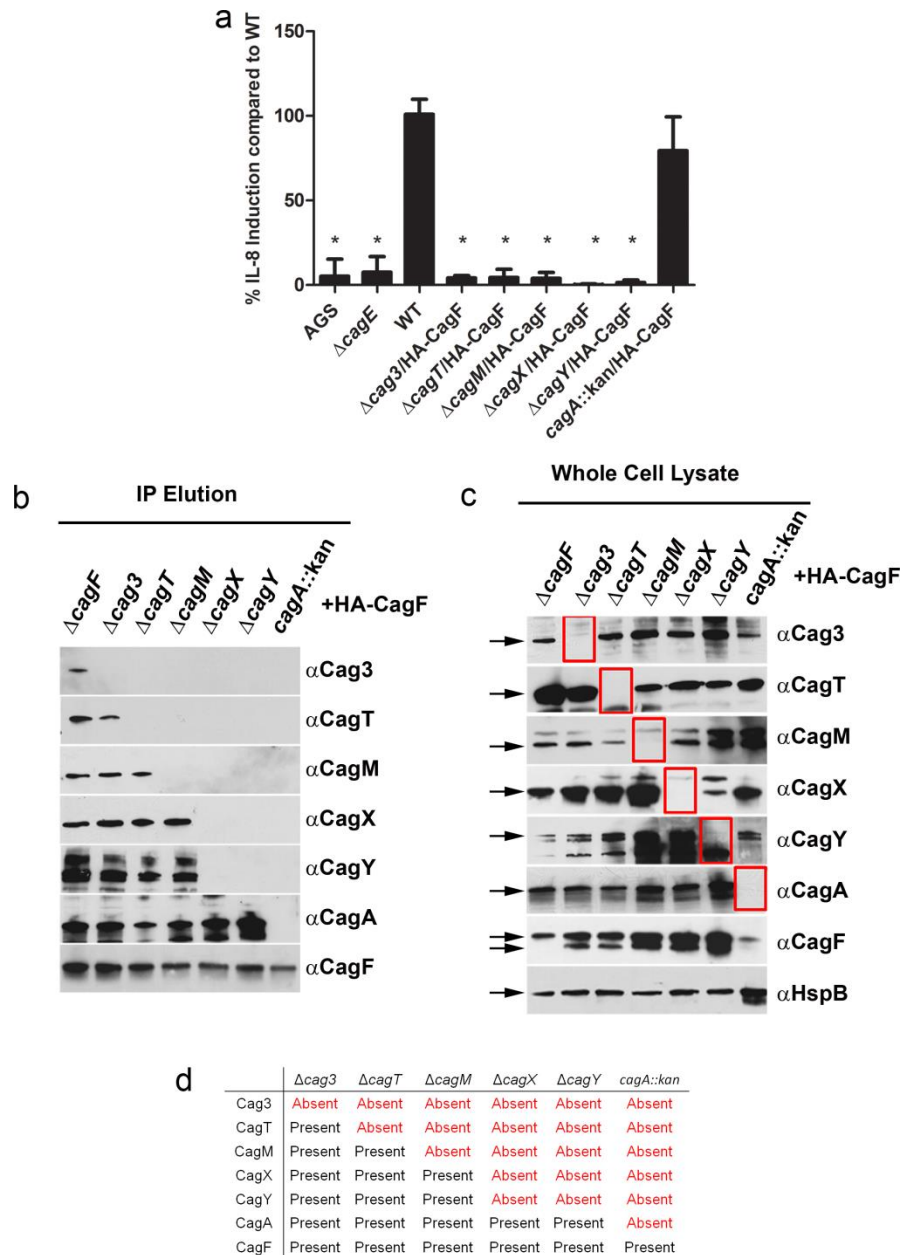 a
% IL-8 Induction compared to WT
150
100
50
0
* * * * * * *
AGS
ΔcagE
WT
Δcag3/HA-CagF
ΔcagT/HA-CagF
ΔcagM/HA-CagF
ΔcagX/HA-CagF
ΔcagY/HA-CagF
cagA::kan/HA-CagF
b
IP Elution
ΔcagF
Δcag3
ΔcagT
ΔcagM
ΔcagX
ΔcagY
cagA::kan
+HA-CagF
αCag3
αCagT
αCagM
αCagX
αCagY
αCagA
αCagF
c
Whole Cell Lysate
ΔcagF
Δcag3
ΔcagT
ΔcagM
ΔcagX
ΔcagY
cagA::kan
+HA-CagF
αCag3
αCagT
αCagM
αCagX
αCagY
αCagA
αCagF
αHspB
d
Δcag3 ΔcagT ΔcagM ΔcagX ΔcagY cagA::kan
Cag3 Absent Absent Absent Absent Absent Absent
CagT Present Absent Absent Absent Absent Absent
CagM Present Present Absent Absent Absent Absent
CagX Present Present Present Absent Absent Absent
CagY Present Present Present Absent Absent Absent
CagA Present Present Present Present Present Absent
CagF Present Present Present Present Present Present